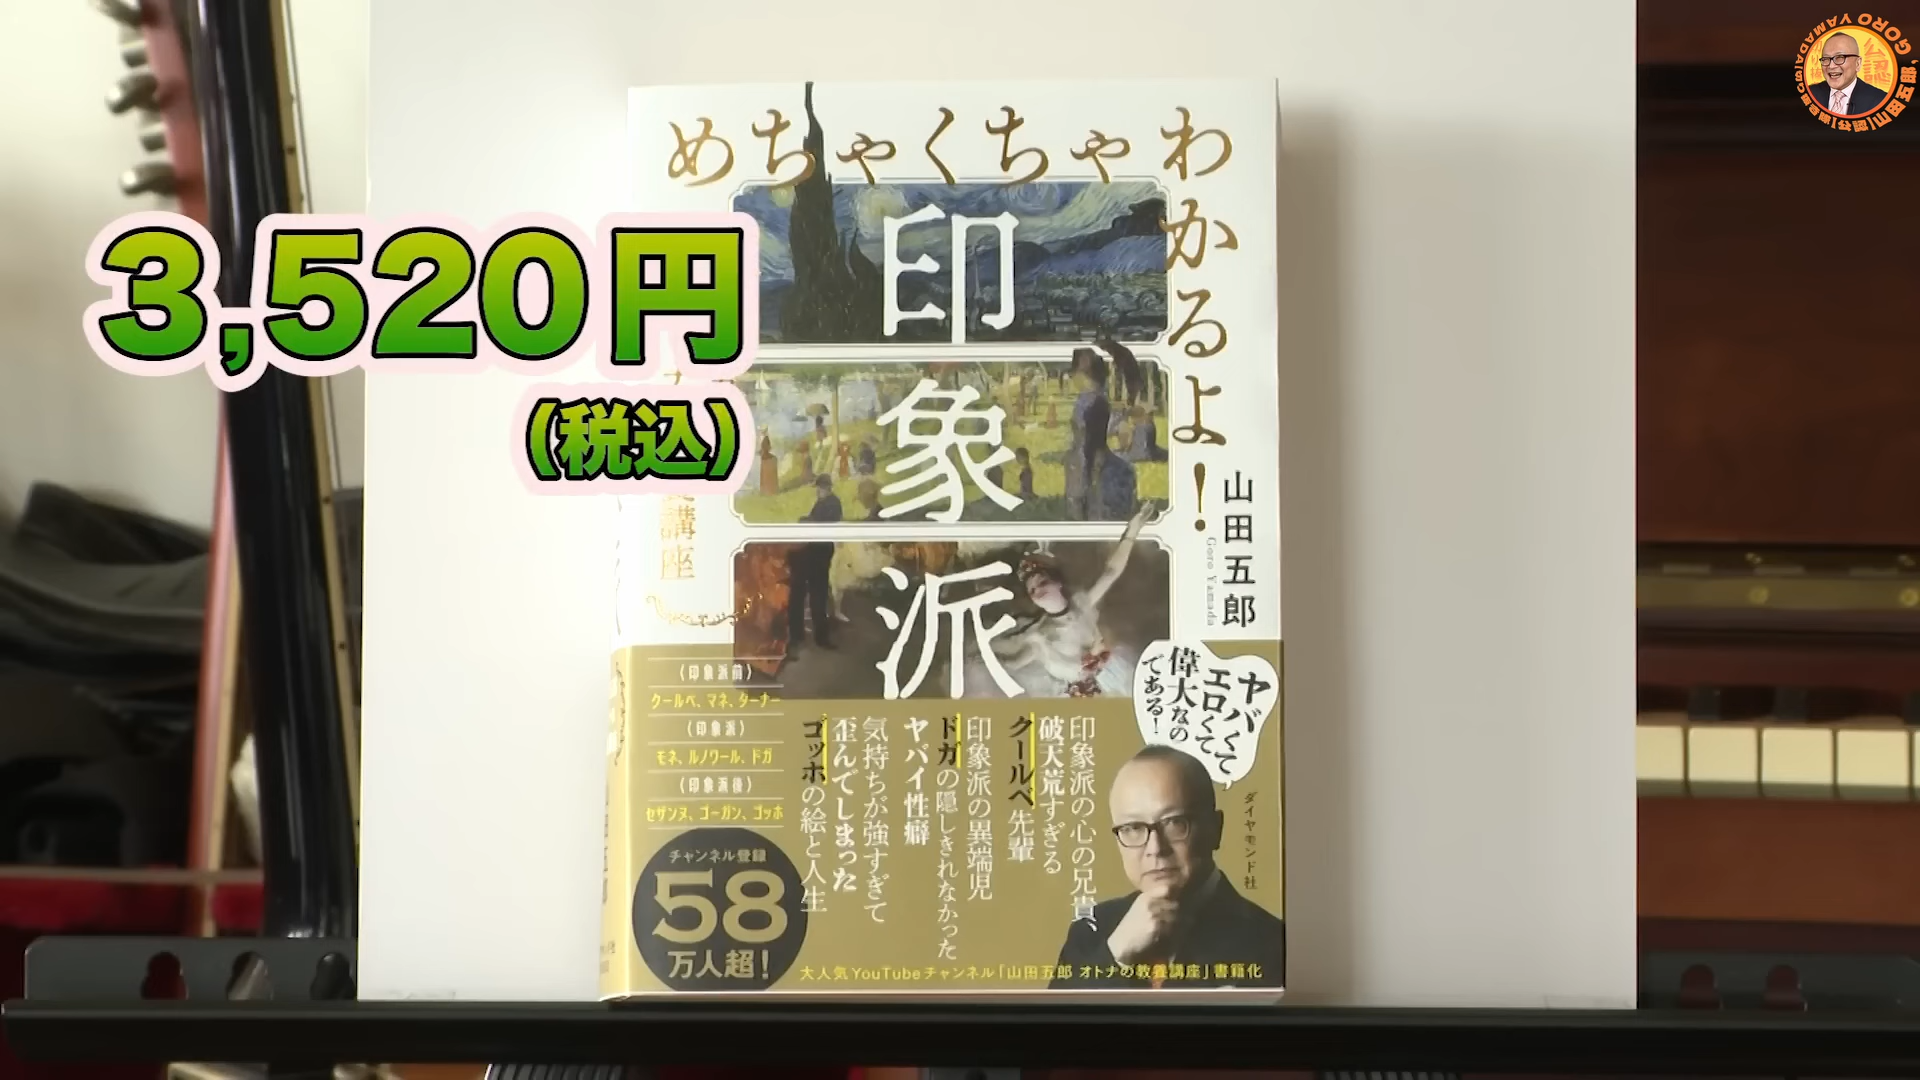 GORO YAMADA
山田五郎
公認
3,520円
(税込)
めちゃくちゃわかるよ!
印象派
山田五郎
Goro Yamada
講座
ヤバくて
エロくて、
偉大なの
である!
ダイヤモンド社
印象派の心の兄貴、
破天荒すぎる
クールベ先輩
印象派の異端児
ドガの隠しきれなかった
ヤバイ性癖
気持ちが強すぎて
歪んでしまった
ゴッホの絵と人生
(印象派前)
クールベ、マネ、ターナー
(印象派)
モネ、ルノワール、ドガ
(印象派後)
セザンヌ、ゴーガン、ゴッホ
チャンネル登録
58
万人超!
大人気YouTubeチャンネル「山田五郎 オトナの教養講座」書籍化